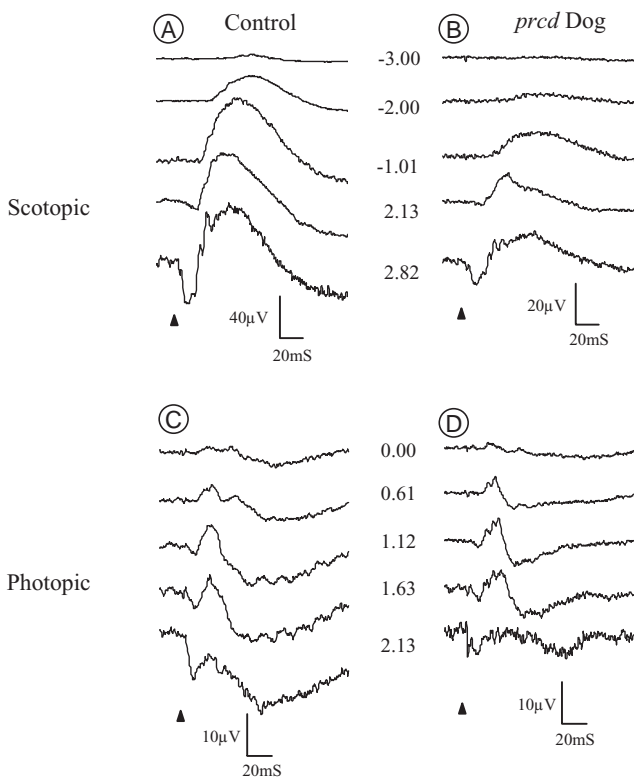 A Control B prcd Dog
-3.00
-2.00
-1.01
Scotopic
2.13
2.82
40µV 20µV
20mS 20mS
C D
0.00
0.61
1.12
Photopic 1.63
2.13
10µV 10µV
20mS 20mS